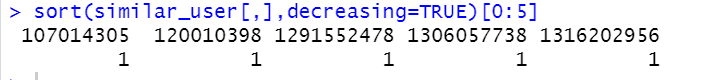 > sort(similar_user[,],decreasing=TRUE)[0:5]
107014305 120010398 1291552478 1306057738 1316202956
1 1 1 1 1